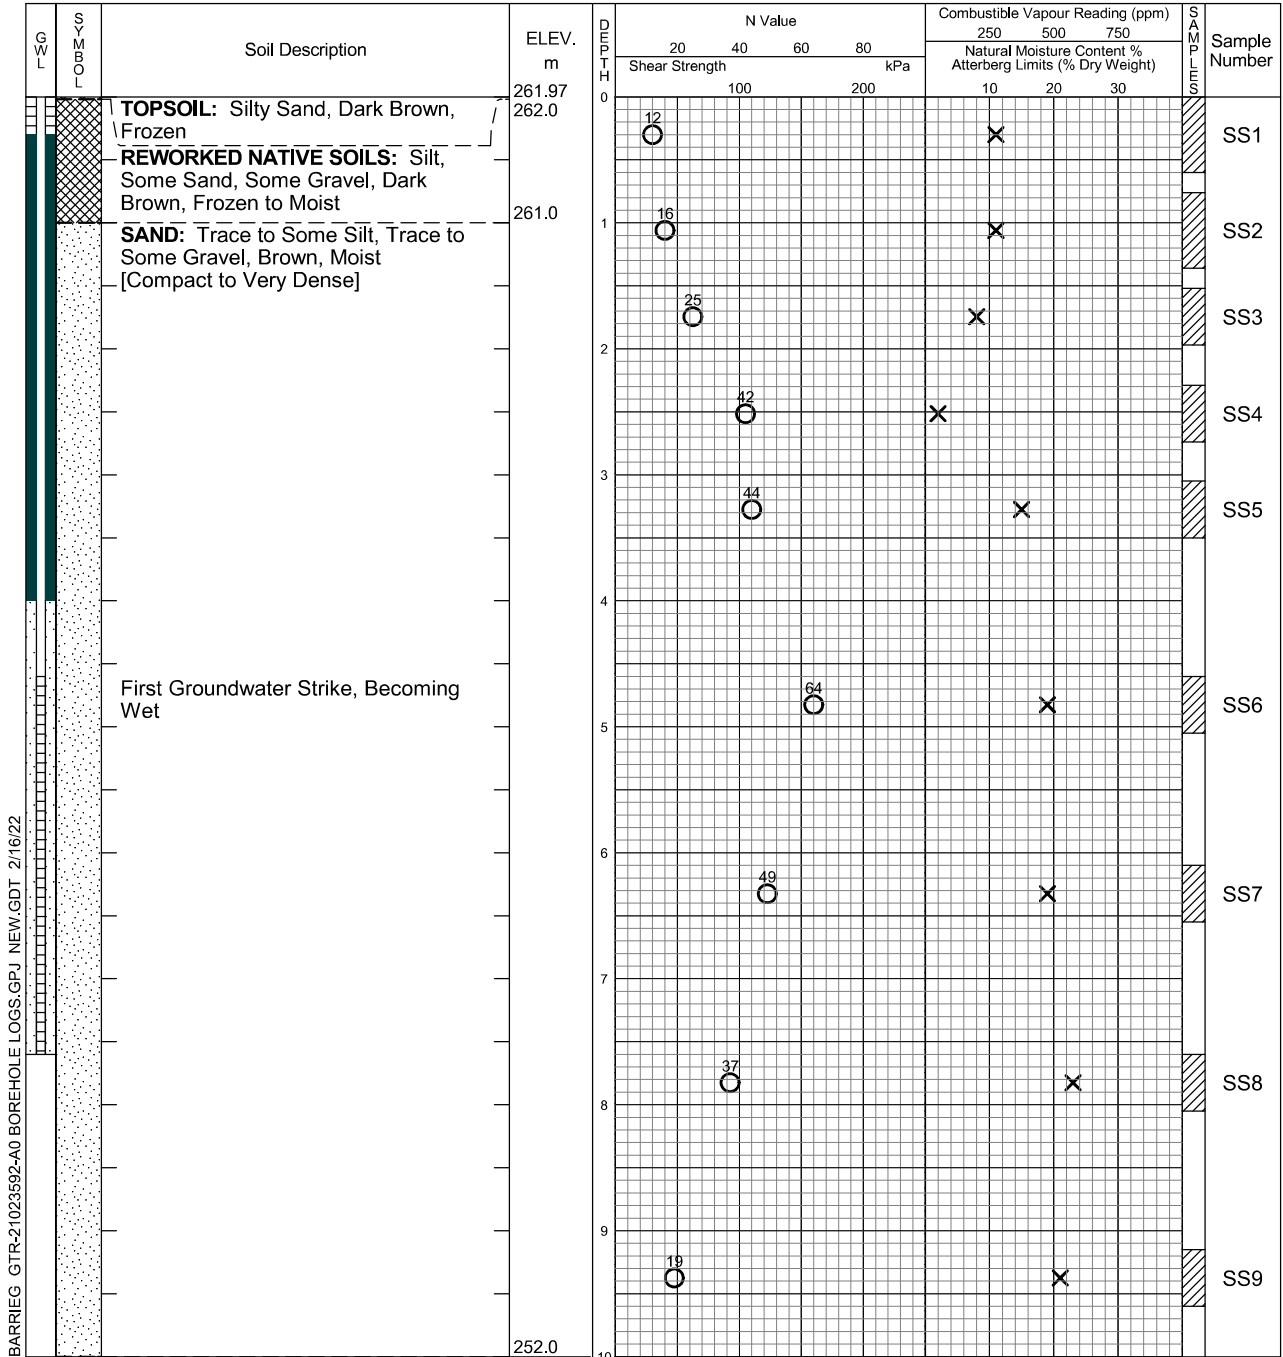 GWL
SYMBOL
Soil Description
ELEV.
m
DEPTH
N Value
20 40 60 80
Shear Strength kPa
100 200
Combustible Vapour Reading (ppm)
250 500 750
Natural Moisture Content %
Atterberg Limits (% Dry Weight)
10 20 30
SAMPLES
Sample
Number
261.97
0
TOPSOIL: Silty Sand, Dark Brown,
Frozen
262.0
12
SS1
REWORKED NATIVE SOILS: Silt,
Some Sand, Some Gravel, Dark
Brown, Frozen to Moist
261.0
1
16
SS2
SAND: Trace to Some Silt, Trace to
Some Gravel, Brown, Moist
[Compact to Very Dense]
25
SS3
2
42
SS4
3
44
SS5
4
First Groundwater Strike, Becoming
Wet
64
SS6
5
6
49
SS7
7
37
SS8
8
9
19
SS9
252.0
10
BARRIEG GTR-21023592-A0 BOREHOLE LOGS.GPJ NEW.GDT 2/16/22